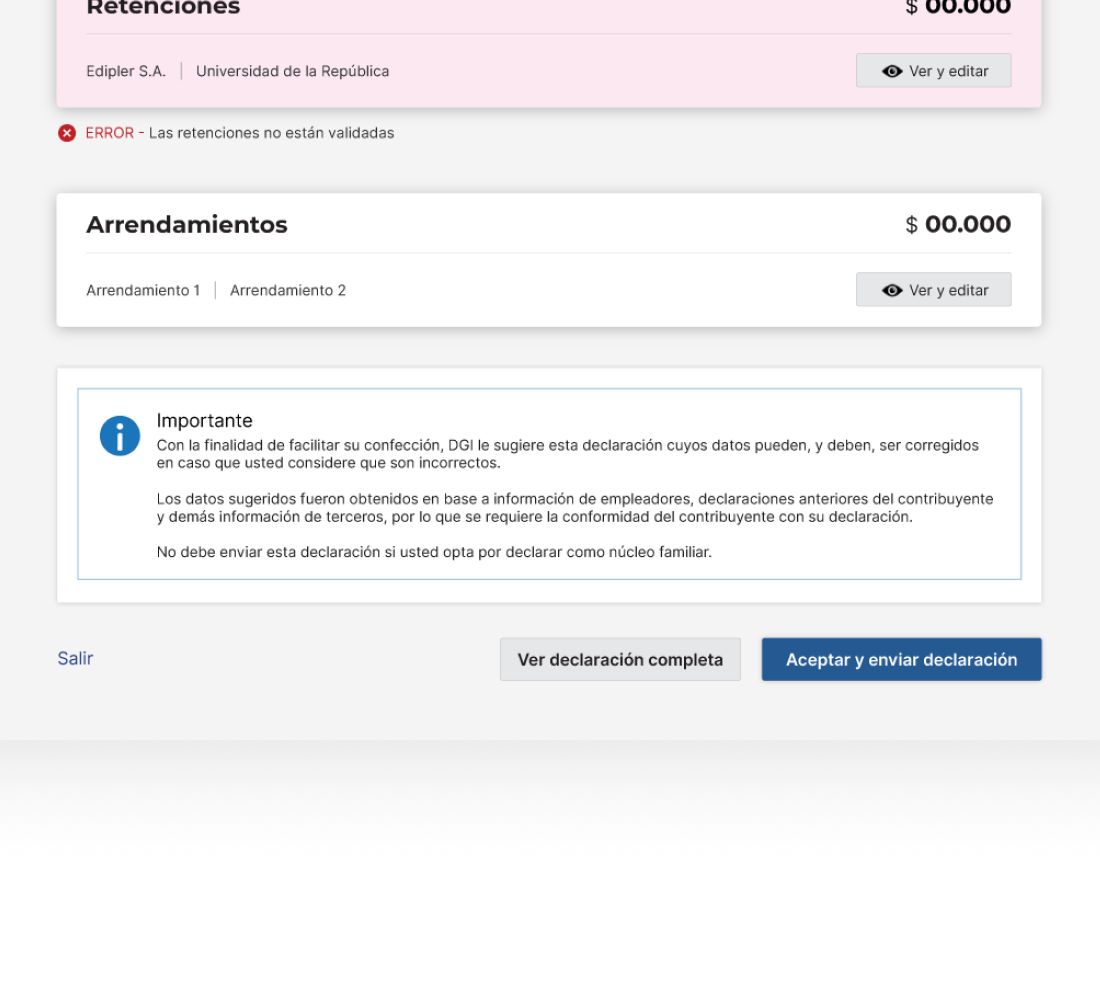 Retenciones
$ 00.000
Edipler S.A. | Universidad de la República
Ver y editar
ERROR - Las retenciones no están validadas
Arrendamientos
$ 00.000
Arrendamiento 1 | Arrendamiento 2
Ver y editar
Importante
Con la finalidad de facilitar su confección, DGI le sugiere esta declaración cuyos datos pueden, y deben, ser corregidos
en caso que usted considere que son incorrectos.
Los datos sugeridos fueron obtenidos en base a información de empleadores, declaraciones anteriores del contribuyente
y demás información de terceros, por lo que se requiere la conformidad del contribuyente con su declaración.
No debe enviar esta declaración si usted opta por declarar como núcleo familiar.
Salir
Ver declaración completa
Aceptar y enviar declaración